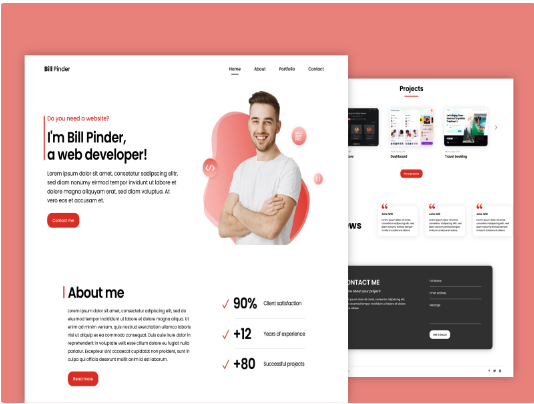 Bill Pinder
Home About Portfolio Contact
Do you need a website?
I'm Bill Pinder,
a web developer!
Lorem ipsum dolor sit amet, consetetur sadipscing elitr,
sed diam nonumy eirmod tempor invidunt ut labore et
dolore magna aliquyam erat, sed diam voluptua. At
vero eos et accusam et.
Contact me
About me
Lorem ipsum dolor sit amet, consectetur adipiscing elit, sed do
eiusmod tempor incididunt ut labore et dolore magna aliqua. Ut
enim ad minim veniam, quis nostrud exercitation ullamco laboris
nisi ut aliquip ex ea commodo consequat. Duis aute irure dolor in
reprehenderit in voluptate velit esse cillum dolore eu fugiat nulla
pariatur. Excepteur sint occaecat cupidatat non proident, sunt in
culpa qui officia deserunt mollit anim id est laborum.
Read more
90% Client satisfaction
+12 Years of experience
+80 Successful projects
Projects
Dashboard
Travel booking
CONTACT ME